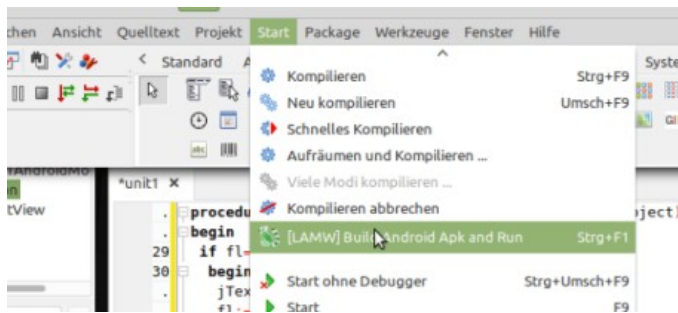 chen Ansicht Quelltext Projekt Start Package Werkzeuge Fenster Hilfe
Standard
Syste
Kompilieren Strg+F9
Neu kompilieren Umsch+F9
Schnelles Kompilieren
Aufräumen und Kompilieren ...
Viele Modi kompilieren ...
Kompilieren abbrechen
[LAMW] Build Android Apk and Run Strg+F1
Start ohne Debugger Strg+Umsch+F9
Start F9
*unit1
tView
procedu
ject)
begin
29 if fl=
30 begin
jTex
fl:=